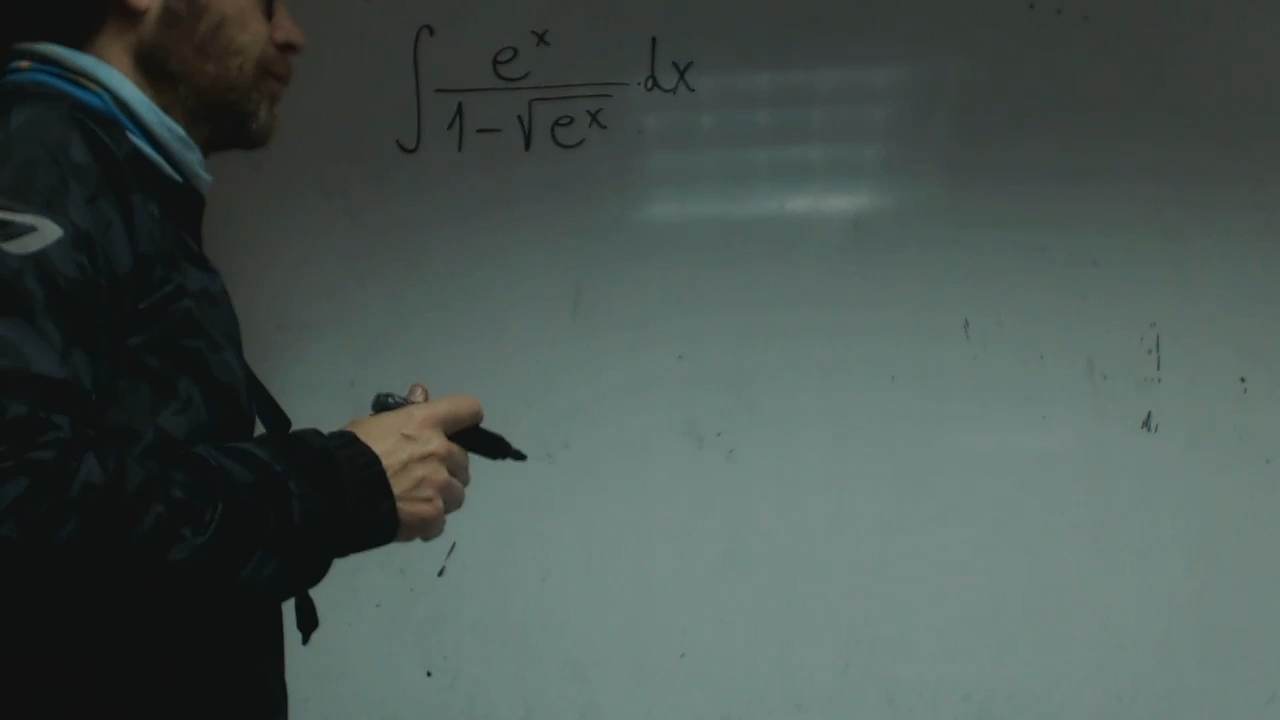 ∫ e^x / (1 - √(e^x)) · dx